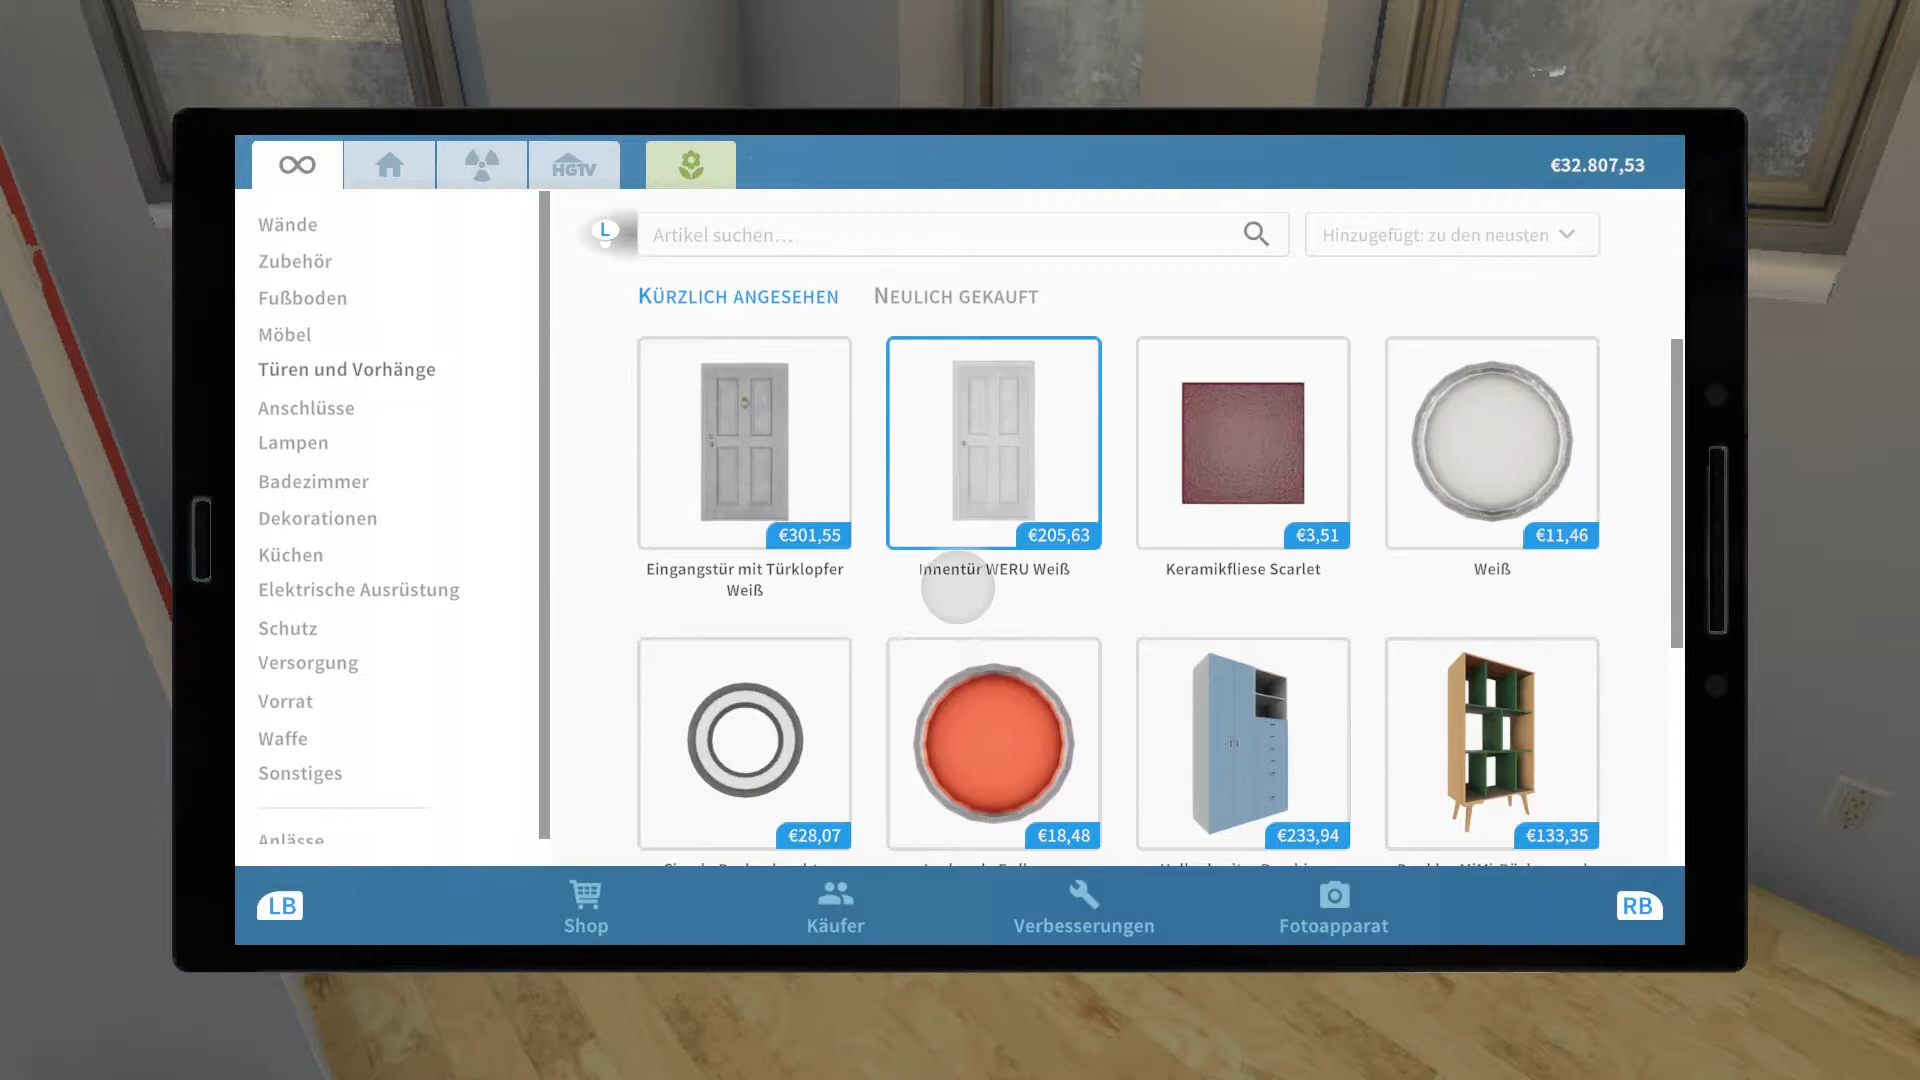 HGTV
€32.807,53
Wände
Zubehör
Fußboden
Möbel
Türen und Vorhänge
Anschlüsse
Lampen
Badezimmer
Dekorationen
Küchen
Elektrische Ausrüstung
Schutz
Versorgung
Vorrat
Waffe
Sonstiges
Anlässe
L
Artikel suchen...
Hinzugefügt: zu den neusten
KÜRZLICH ANGESEHEN
NEULICH GEKAUFT
€301,55
€205,63
€3,51
€11,46
Eingangstür mit Türklopfer
Weiß
Innentür WERU Weiß
Keramikfliese Scarlet
Weiß
€28,07
€18,48
€233,94
€133,35
LB
Shop
Käufer
Verbesserungen
Fotoapparat
RB